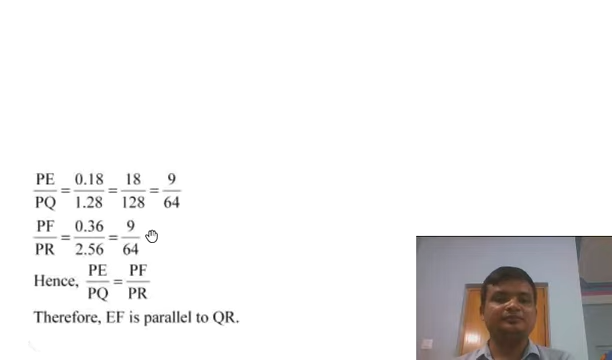 PE/PQ = 0.18/1.28 = 18/128 = 9/64
PF/PR = 0.36/2.56 = 9/64
Hence, PE/PQ = PF/PR
Therefore, EF is parallel to QR.